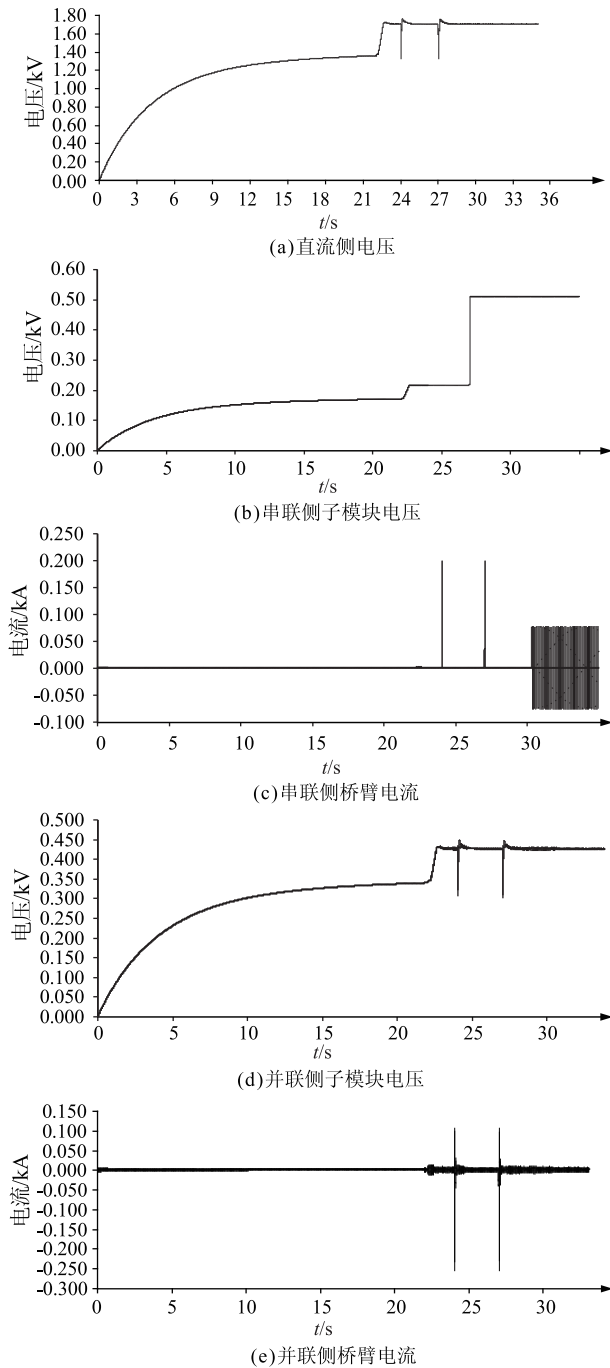 电压/kV
1.80
1.60
1.40
1.20
1.00
0.80
0.60
0.40
0.20
0.00
0 3 6 9 12 15 18 21 24 27 30 33 36
t/s
(a)直流侧电压
电压/kV
0.60
0.50
0.40
0.30
0.20
0.10
0.00
0 5 10 15 20 25 30
t/s
(b)串联侧子模块电压
电流/kA
0.250
0.200
0.150
0.100
0.050
0.000
-0.050
-0.100
0 5 10 15 20 25 30
t/s
(c)串联侧桥臂电流
电压/kV
0.500
0.450
0.400
0.350
0.300
0.250
0.200
0.150
0.100
0.050
0.000
0 5 10 15 20 25 30
t/s
(d)并联侧子模块电压
电流/kA
0.150
0.100
0.050
0.000
-0.050
-0.100
-0.150
-0.200
-0.250
-0.300
0 5 10 15 20 25 30
t/s
(e)并联侧桥臂电流